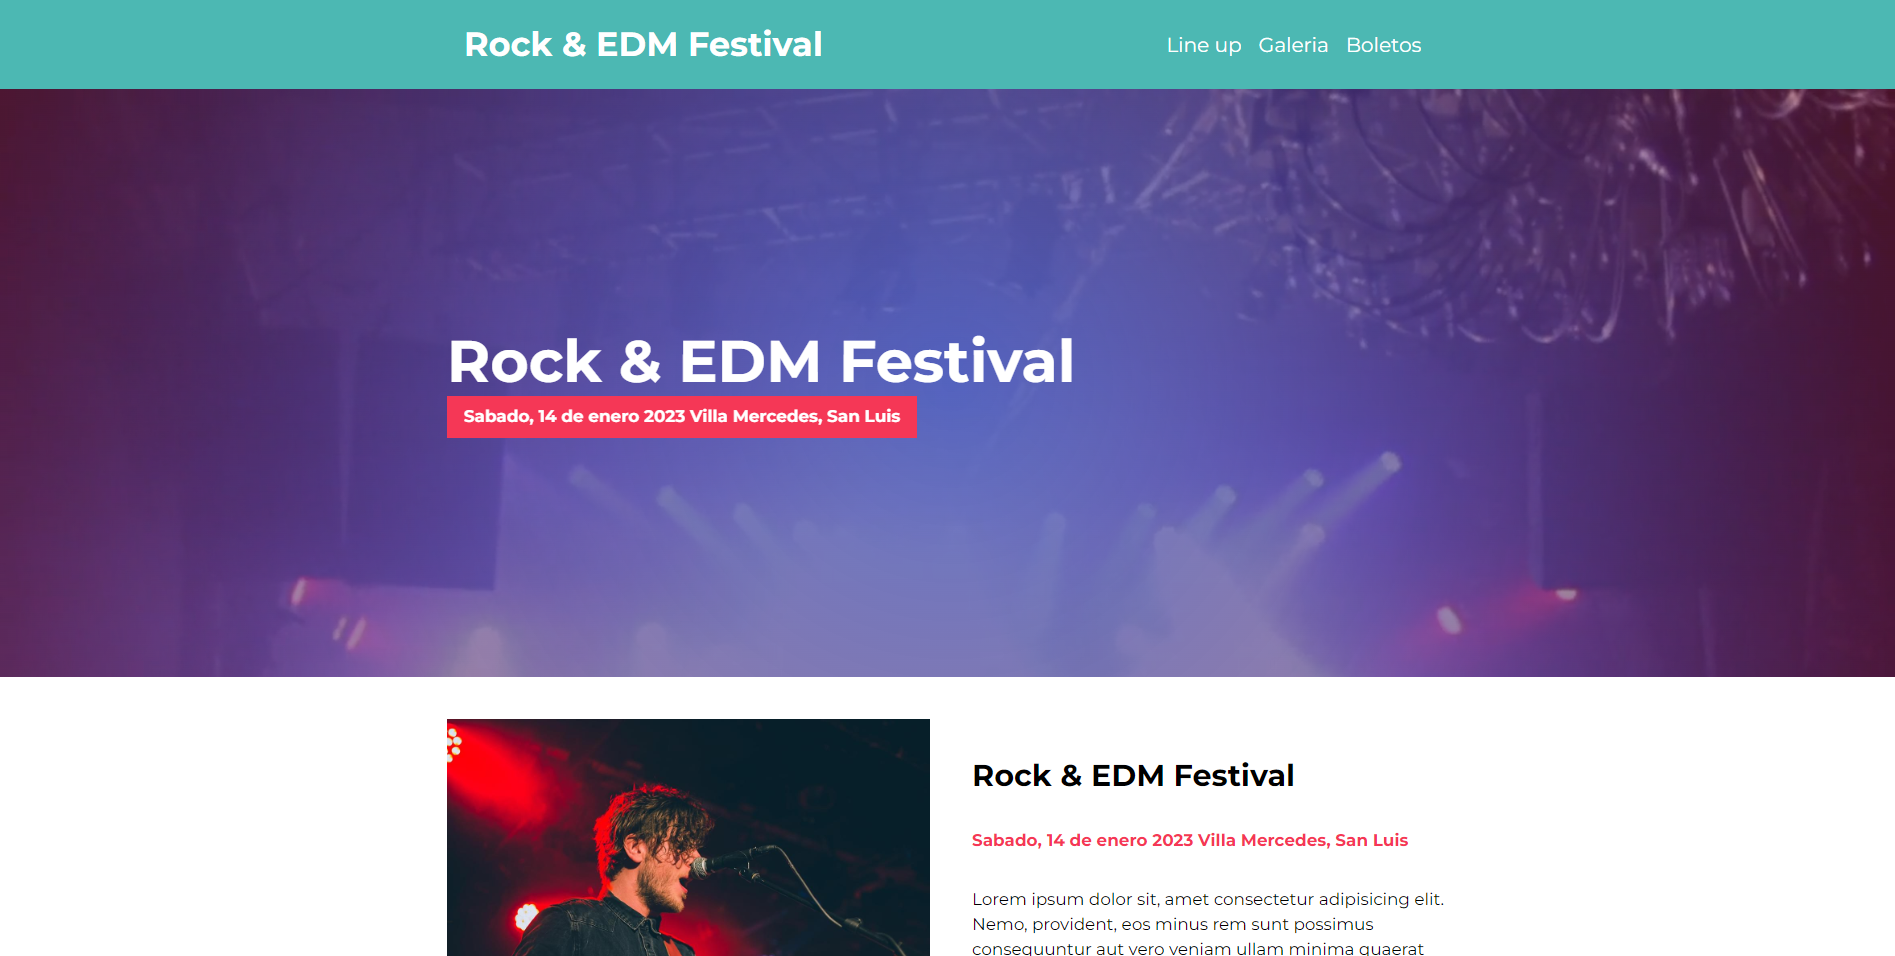 Rock & EDM Festival
Line up Galeria Boletos
Rock & EDM Festival
Sabado, 14 de enero 2023 Villa Mercedes, San Luis
Rock & EDM Festival
Sabado, 14 de enero 2023 Villa Mercedes, San Luis
Lorem ipsum dolor sit, amet consectetur adipisicing elit.
Nemo, provident, eos minus rem sunt possimus
consequuntur aut vero veniam ullam minima quaerat